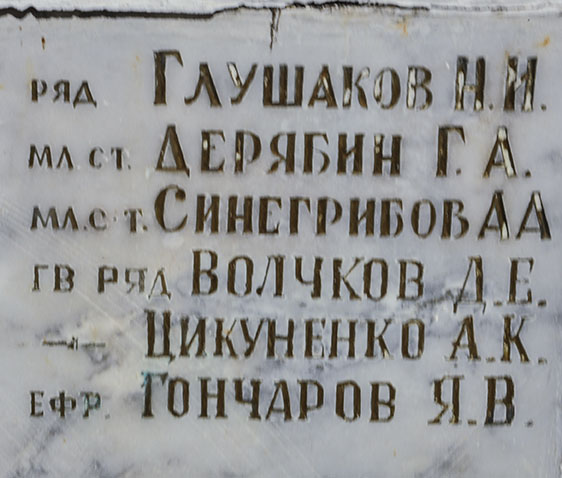 ряд ГЛУШАКОВ Н.И.
мл. ст. ДЕРЯБИН Г.А.
мл.с.т. СИНЕГРИБОВ А А
гв ряд ВОЛЧКОВ Д.Е.
—"— ЦИКУНЕНКО А.К.
ефр. ГОНЧАРОВ Я.В.